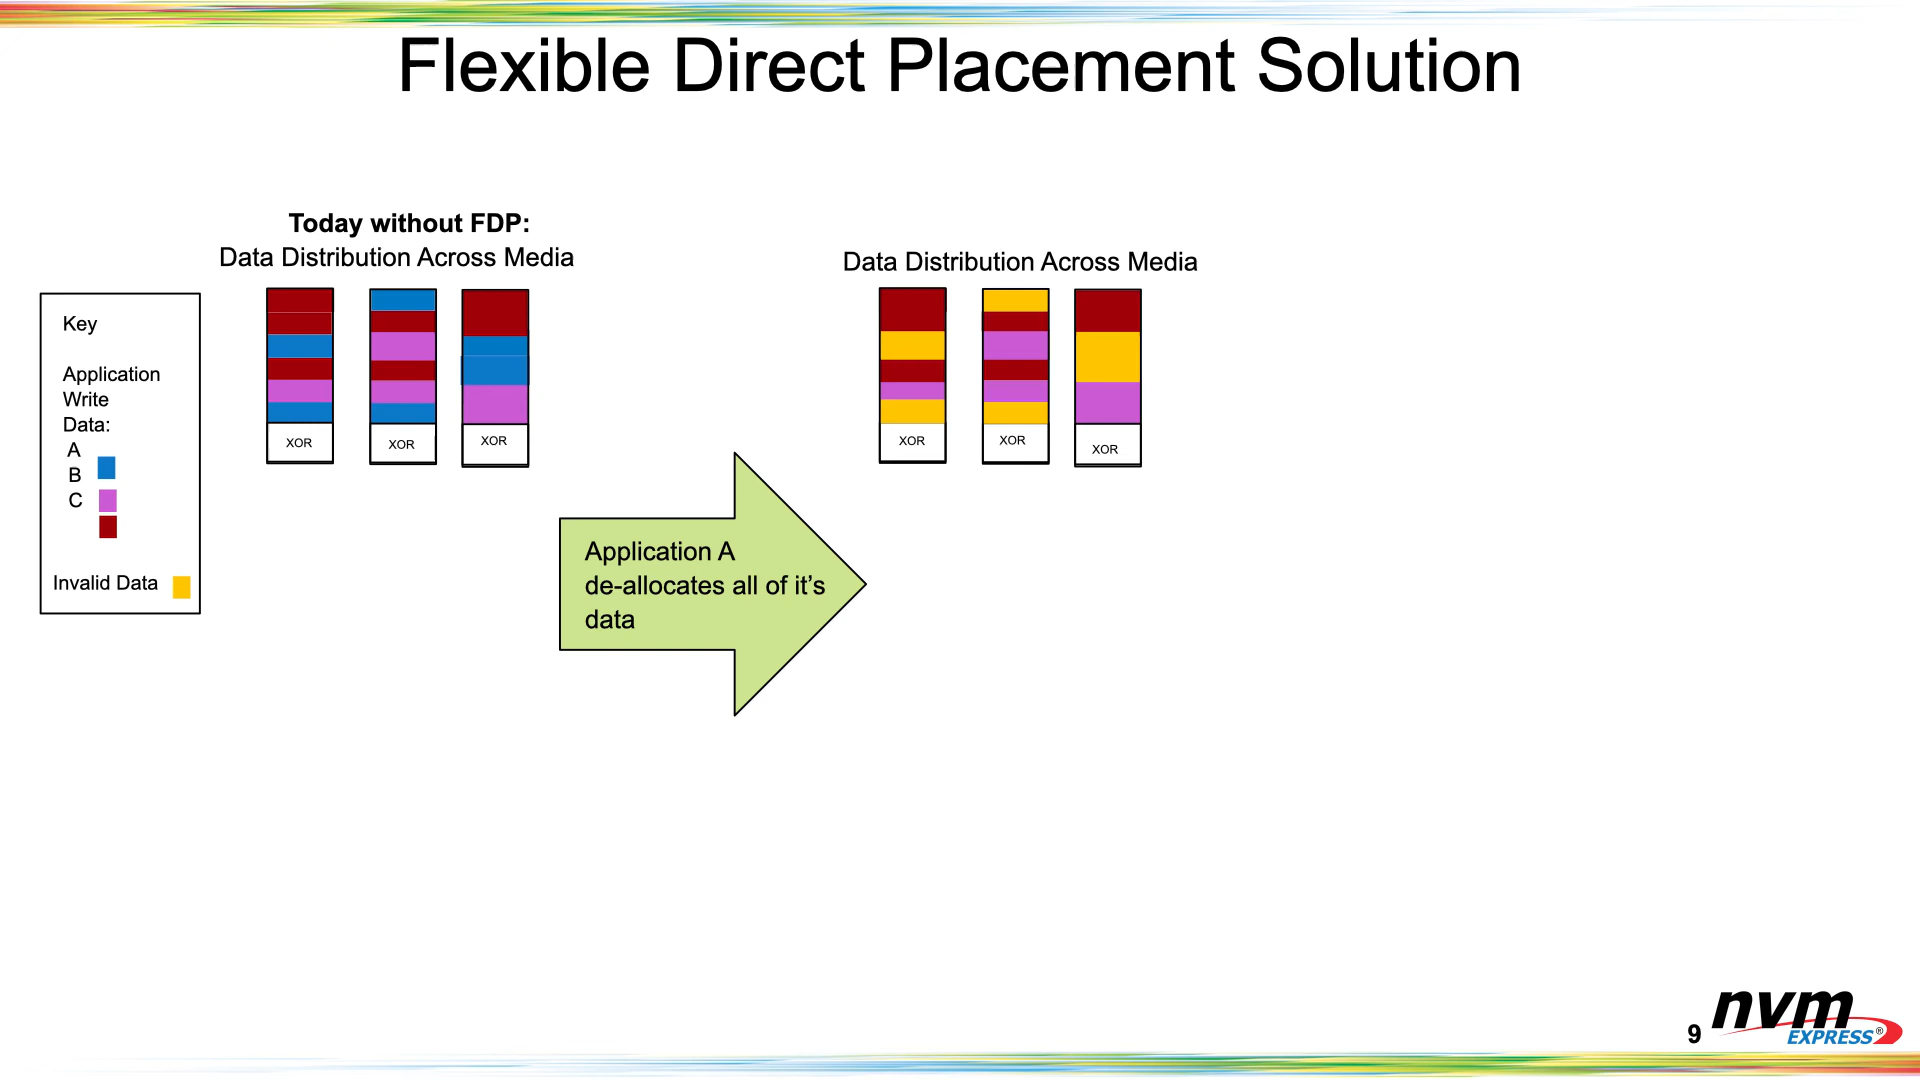 Flexible Direct Placement Solution
Today without FDP:
Data Distribution Across Media
Data Distribution Across Media
Key
Application
Write
Data:
A
B
C
Invalid Data
XOR
XOR
XOR
XOR
XOR
XOR
Application A
de-allocates all of it’s
data
9
nvm
EXPRESS®